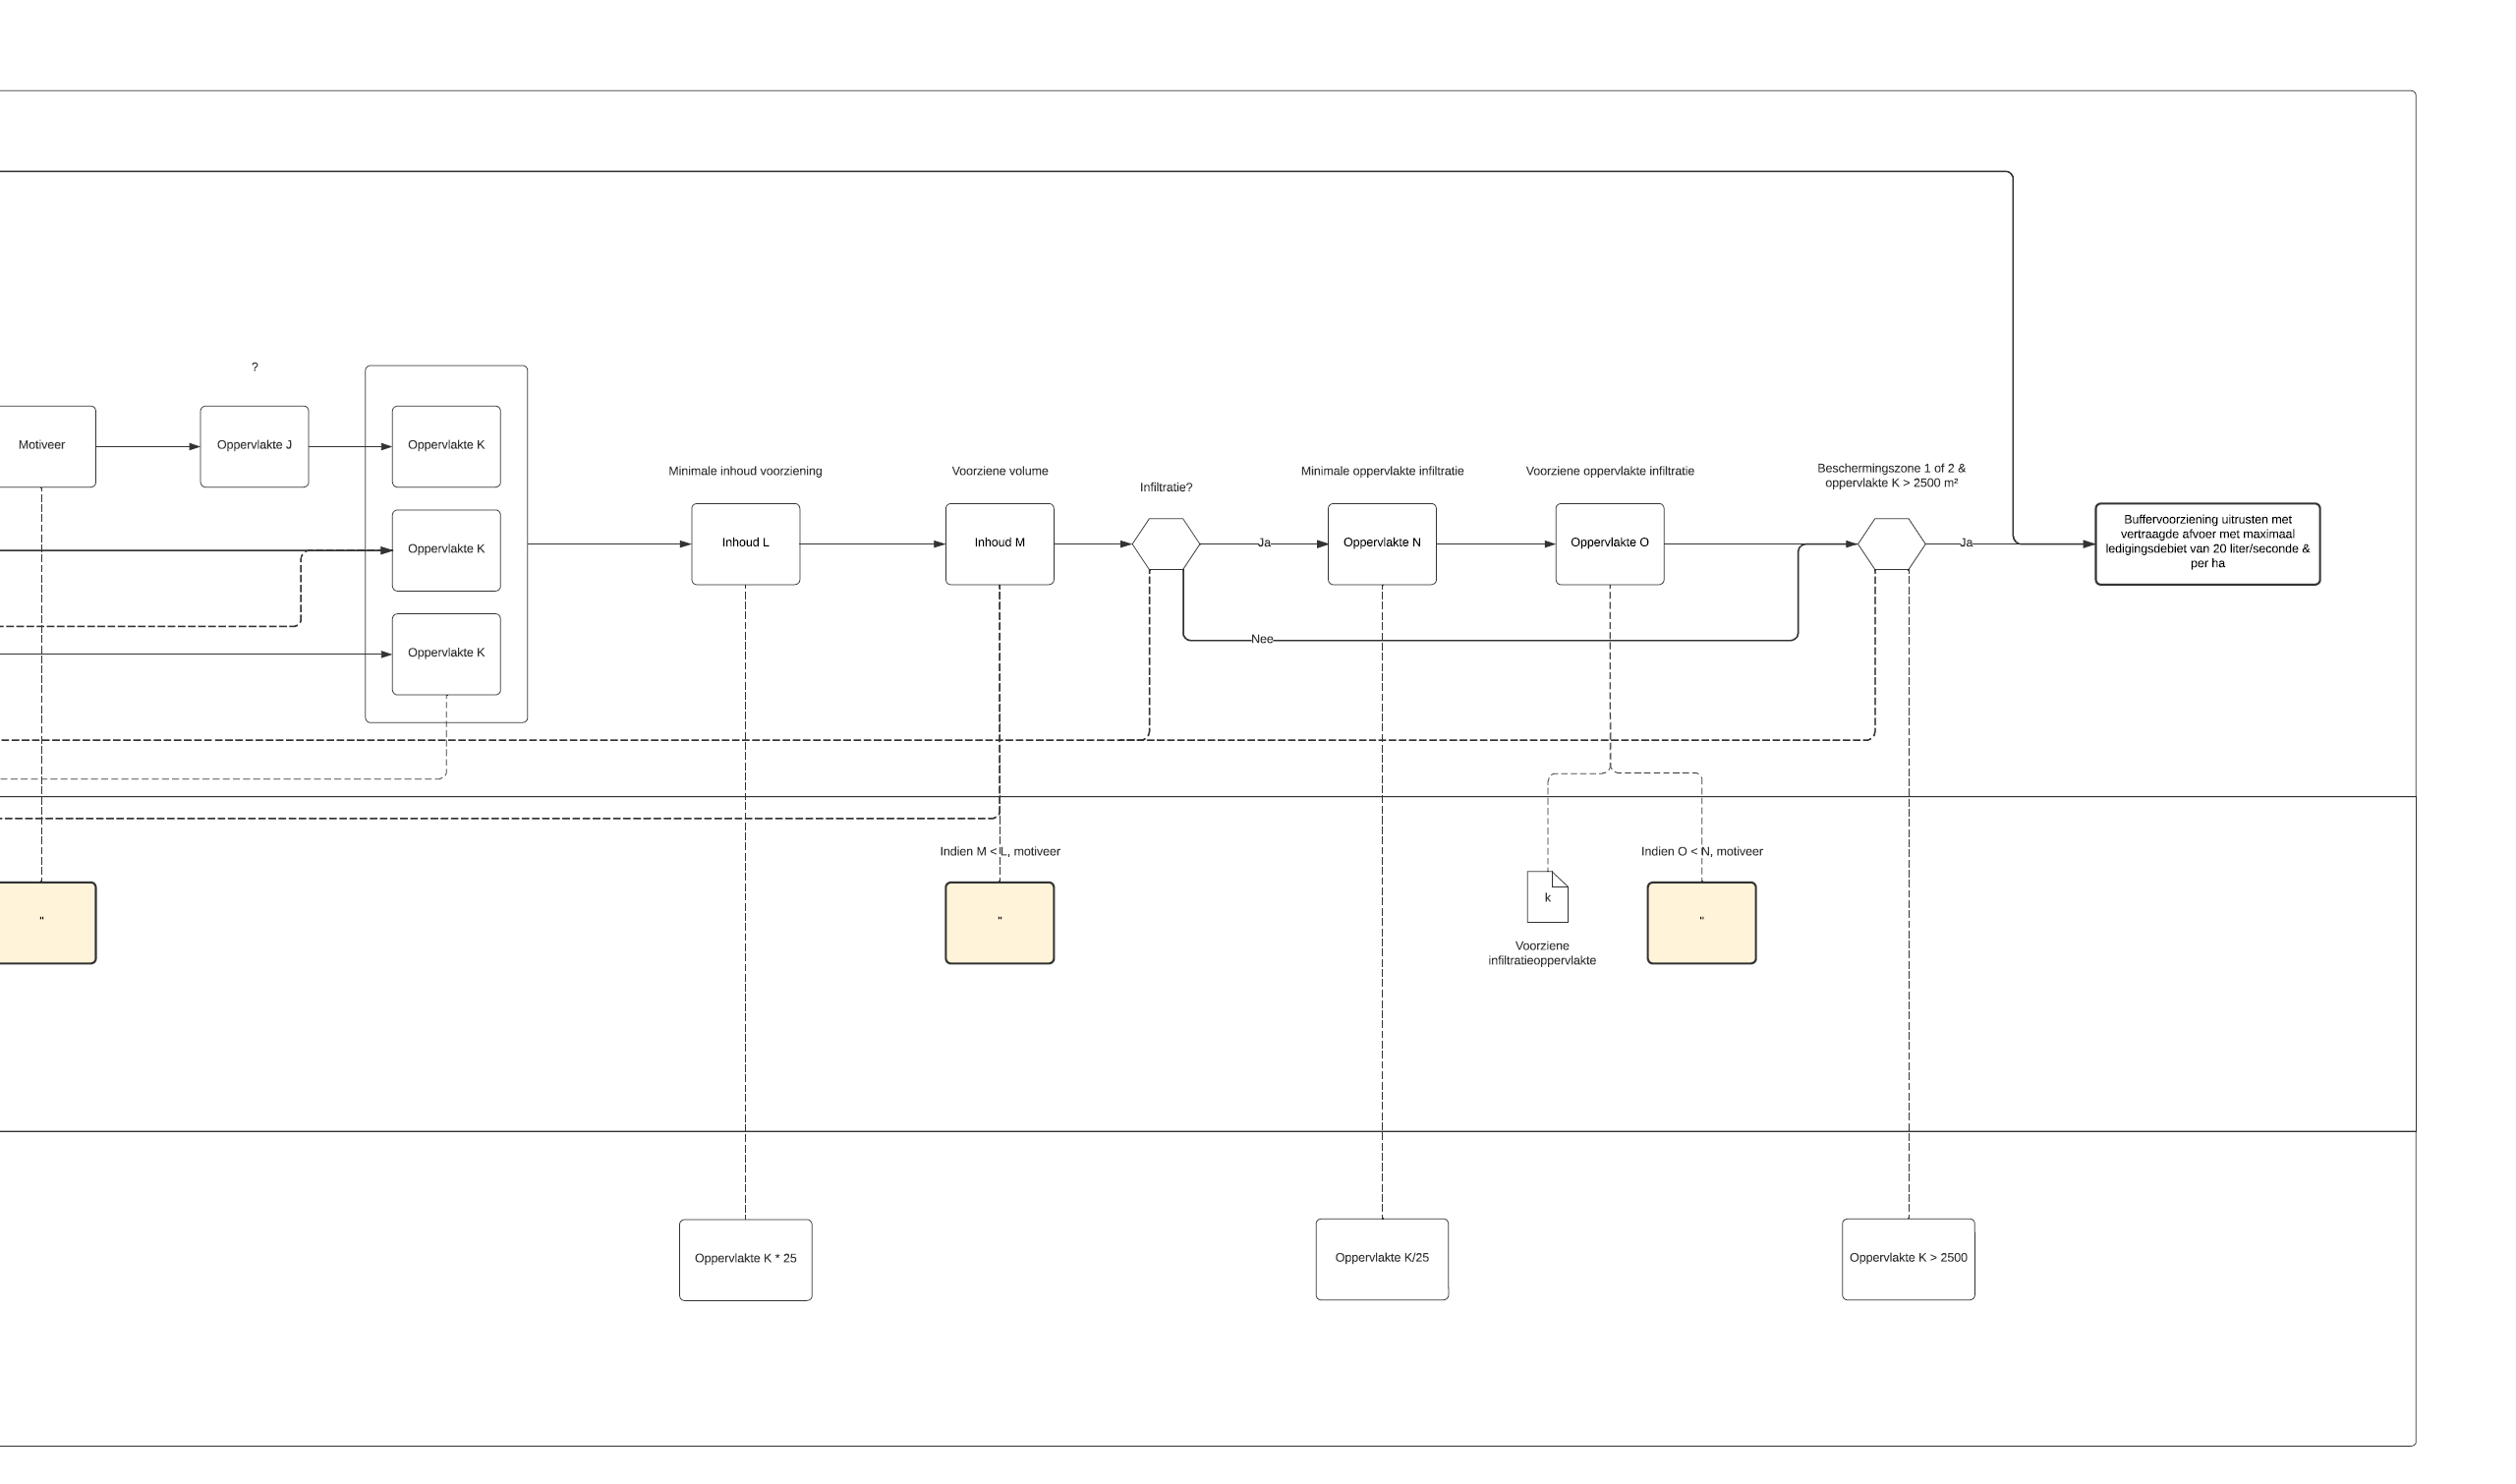 ?
Motiveer
Oppervlakte J
Oppervlakte K
Oppervlakte K
Oppervlakte K
Minimale inhoud voorziening
Inhoud L
Voorziene volume
Inhoud M
Infiltratie?
Ja
Nee
Minimale oppervlakte infiltratie
Oppervlakte N
Voorziene oppervlakte infiltratie
Oppervlakte O
Beschermingszone 1 of 2 &
oppervlakte K > 2500 m²
Ja
Buffervoorziening uitrusten met
vertraagde afvoer met maximaal
ledigingsdebiet van 20 liter/seconde &
per ha
"
Indien M < L, motiveer
"
k
Voorziene
infiltratieoppervlakte
Indien O < N, motiveer
"
Oppervlakte K * 25
Oppervlakte K/25
Oppervlakte K > 2500